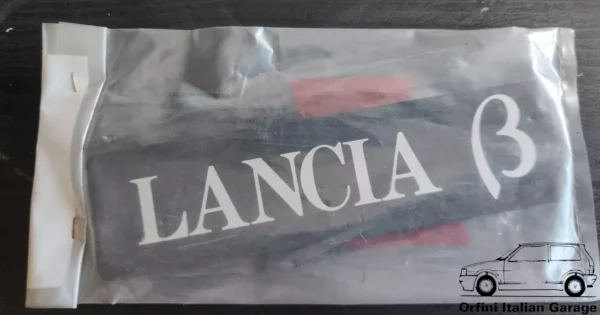 LANCIA β
Orfini Italian Garage